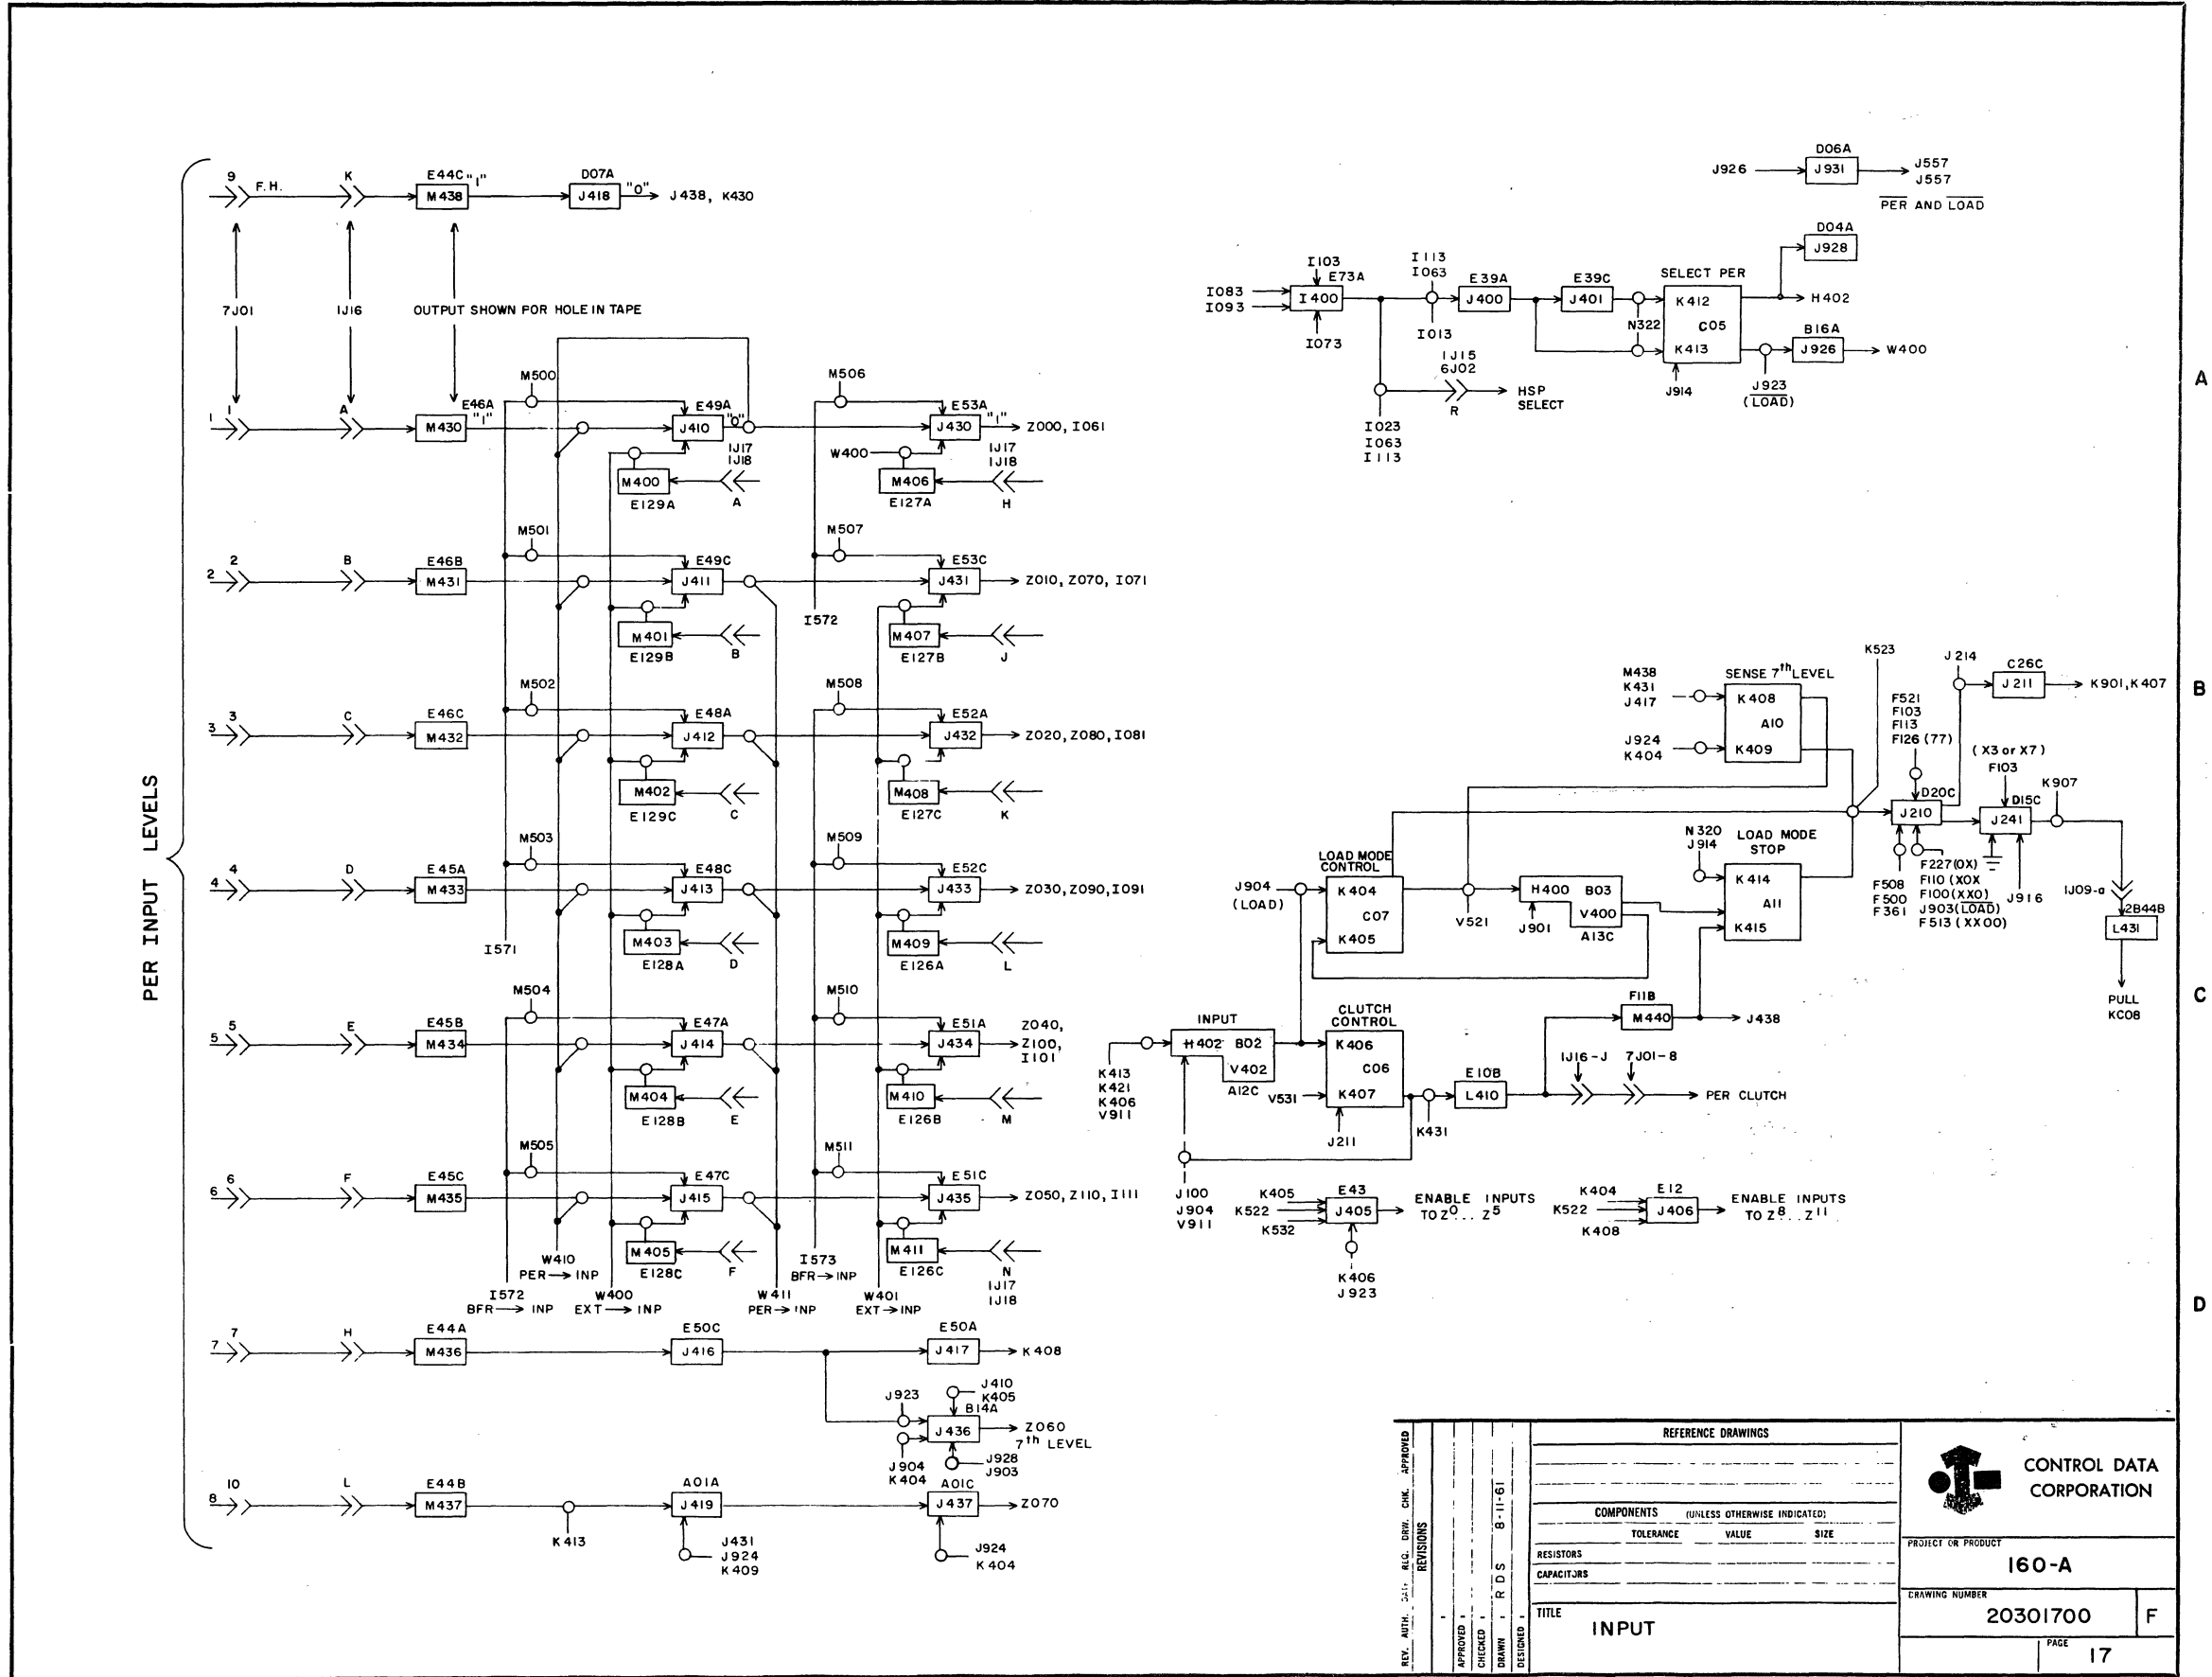 PER INPUT LEVELS
9
F.H.
K
E44C
"1"
M438
D07A
J418
"0"
J438, K430
7J01
1J16
OUTPUT SHOWN FOR HOLE IN TAPE
M500
M506
1
1
A
E46A
"1"
M430
E49A
J410
"0"
E53A
J430
"1"
Z000, I061
M400
E129A
1J17
1J18
A
W400
M406
E127A
1J17
1J18
H
M501
M507
2
2
B
E46B
M431
E49C
J411
E53C
J431
Z010, Z070, I071
M401
E129B
B
I572
M407
E127B
J
M502
M508
3
3
C
E46C
M432
E48A
J412
E52A
J432
Z020, Z080, I081
M402
E129C
C
M408
E127C
K
M503
M509
4
4
D
E45A
M433
E48C
J413
E52C
J433
Z030, Z090, I091
I571
M403
E128A
D
M409
E126A
L
M504
M510
5
5
E
E45B
M434
E47A
J414
E51A
J434
Z040,
Z100,
I101
M404
E128B
E
M410
E126B
M
M505
M511
6
6
F
E45C
M435
E47C
J415
E51C
J435
Z050, Z110, I111
M405
E128C
F
M411
E126C
N
1J17
1J18
I572
BFR → INP
W410
PER → INP
W400
EXT → INP
W411
PER → INP
I573
BFR → INP
W401
EXT → INP
7
7
H
E44A
M436
E50C
J416
E50A
J417
K408
J923
J410
K405
B14A
J436
Z060
7th LEVEL
J904
K404
J928
J903
8
10
L
E44B
M437
K413
A01A
J419
J431
J924
K409
A01C
J437
Z070
J924
K404
J926
D06A
J931
J557
J557
PER AND LOAD
I083
I093
I103
E73A
I400
I073
I113
I063
I013
E39A
J400
E39C
J401
N322
SELECT PER
K412
C05
K413
J914
D04A
J928
H402
B16A
J926
W400
J923
(LOAD)
1J15
6J02
R
HSP
SELECT
I023
I063
I113
M438
K431
J417
J924
K404
SENSE 7th LEVEL
K408
A10
K409
K523
J214
C26C
J211
K901, K407
F521
F103
F113
F126 (77)
D20C
J210
F508
F500
F361
F227 (0X)
F110 (X0X
F100 (XX0)
J903 (LOAD)
F513 (XX00)
(X3 or X7)
F103
D15C
J241
J916
K907
1J09-a
2B44B
L431
PULL
KC08
J904
(LOAD)
LOAD MODE
CONTROL
K404
C07
K405
V521
H400
B03
V400
J901
A13C
N320
J914
LOAD MODE
STOP
K414
A11
K415
INPUT
H402
B02
V402
A12C
K413
K421
K406
V911
J100
J904
V911
CLUTCH
CONTROL
K406
C06
K407
V531
J211
K431
E10B
L410
F11B
M440
J438
1J16-J
7J01-8
PER CLUTCH
K405
K522
K532
E43
J405
K406
J923
ENABLE INPUTS
TO Z0 ... Z5
K404
K522
K408
E12
J406
ENABLE INPUTS
TO Z8 ... Z11
A
B
C
D
REVISIONS
REV. AUTH. DATE REQ. DRW. CHK. APPROVED
APPROVED
CHECKED
DRAWN RDS 8-11-61
DESIGNED
REFERENCE DRAWINGS
COMPONENTS (UNLESS OTHERWISE INDICATED)
TOLERANCE VALUE SIZE
RESISTORS
CAPACITORS
TITLE
INPUT
CONTROL DATA
CORPORATION
PROJECT OR PRODUCT
160-A
DRAWING NUMBER
20301700
F
PAGE
17